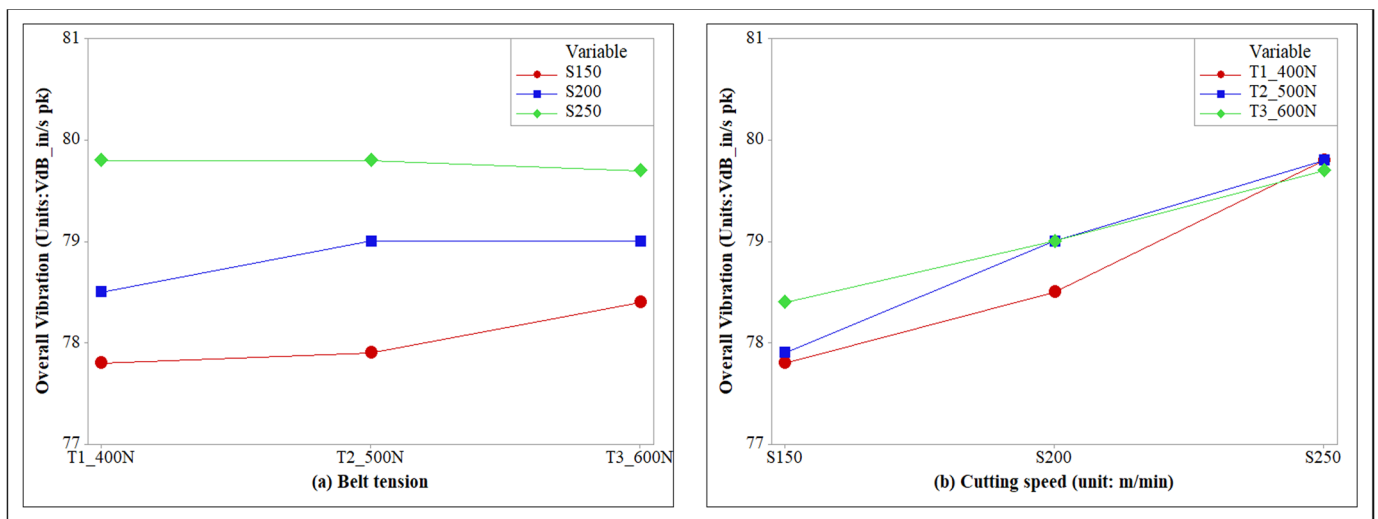 81
80
79
78
77
Overall Vibration (Units:VdB_in/s pk)
Variable
S150
S200
S250
T1_400N
T2_500N
T3_600N
(a) Belt tension
81
80
79
78
77
Overall Vibration (Units:VdB_in/s pk)
Variable
T1_400N
T2_500N
T3_600N
S150
S200
S250
(b) Cutting speed (unit: m/min)